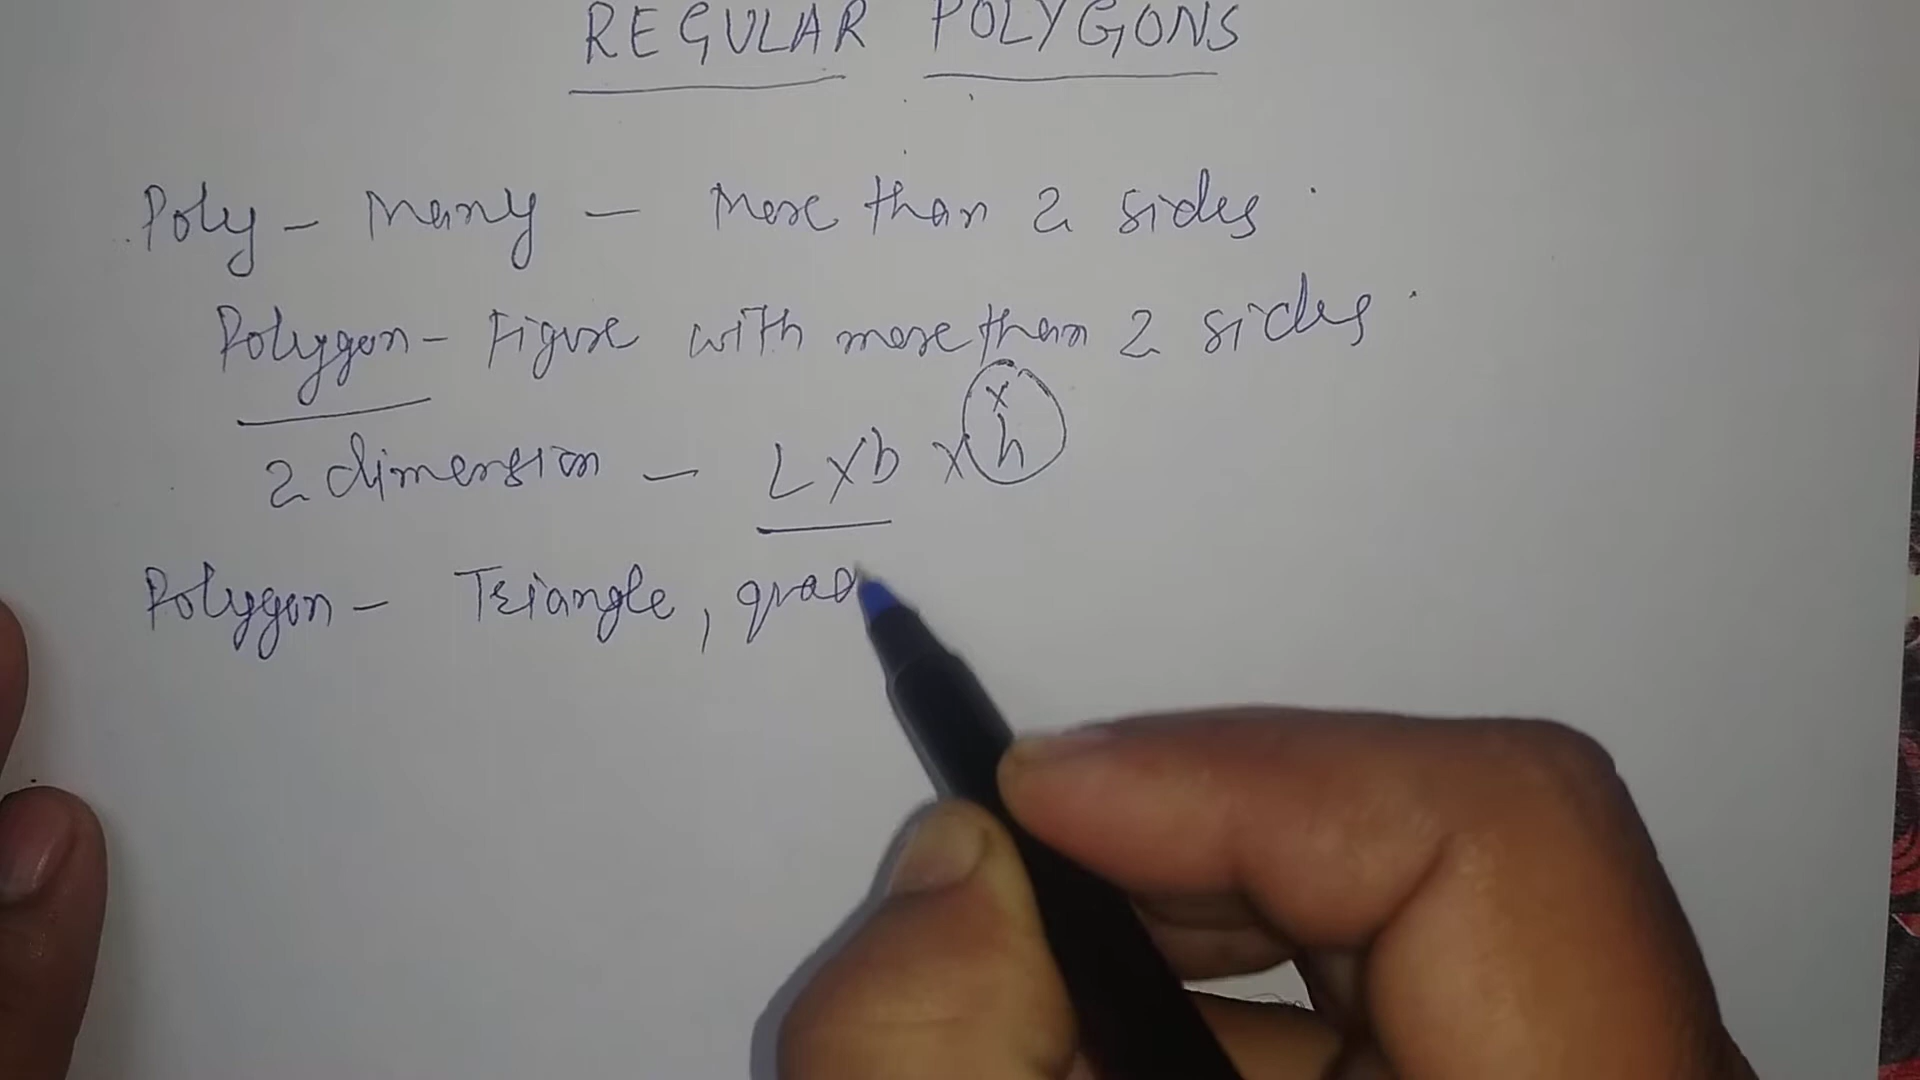 REGULAR POLYGONS
Poly - Many - More than 2 sides.
Polygon - Figure with more than 2 sides.
x
2 dimension - L x b x h
Polygon - Triangle, quad